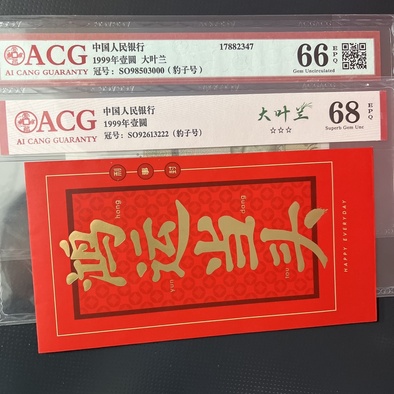 ACG
AI CANG GUARANTY
中国人民银行
1999年壹圆 大叶兰
冠号：SO98503000（豹子号）
17882347
66
EPQ
Gem Uncirculated
ACG
AI CANG GUARANTY
中国人民银行
1999年壹圆
冠号：SO92613222（豹子号）
大叶兰
☆☆☆
68
EPQ
Superb Gem Unc
鸿运当头
hong
yun
dang
tou
HAPPY EVERYDAY